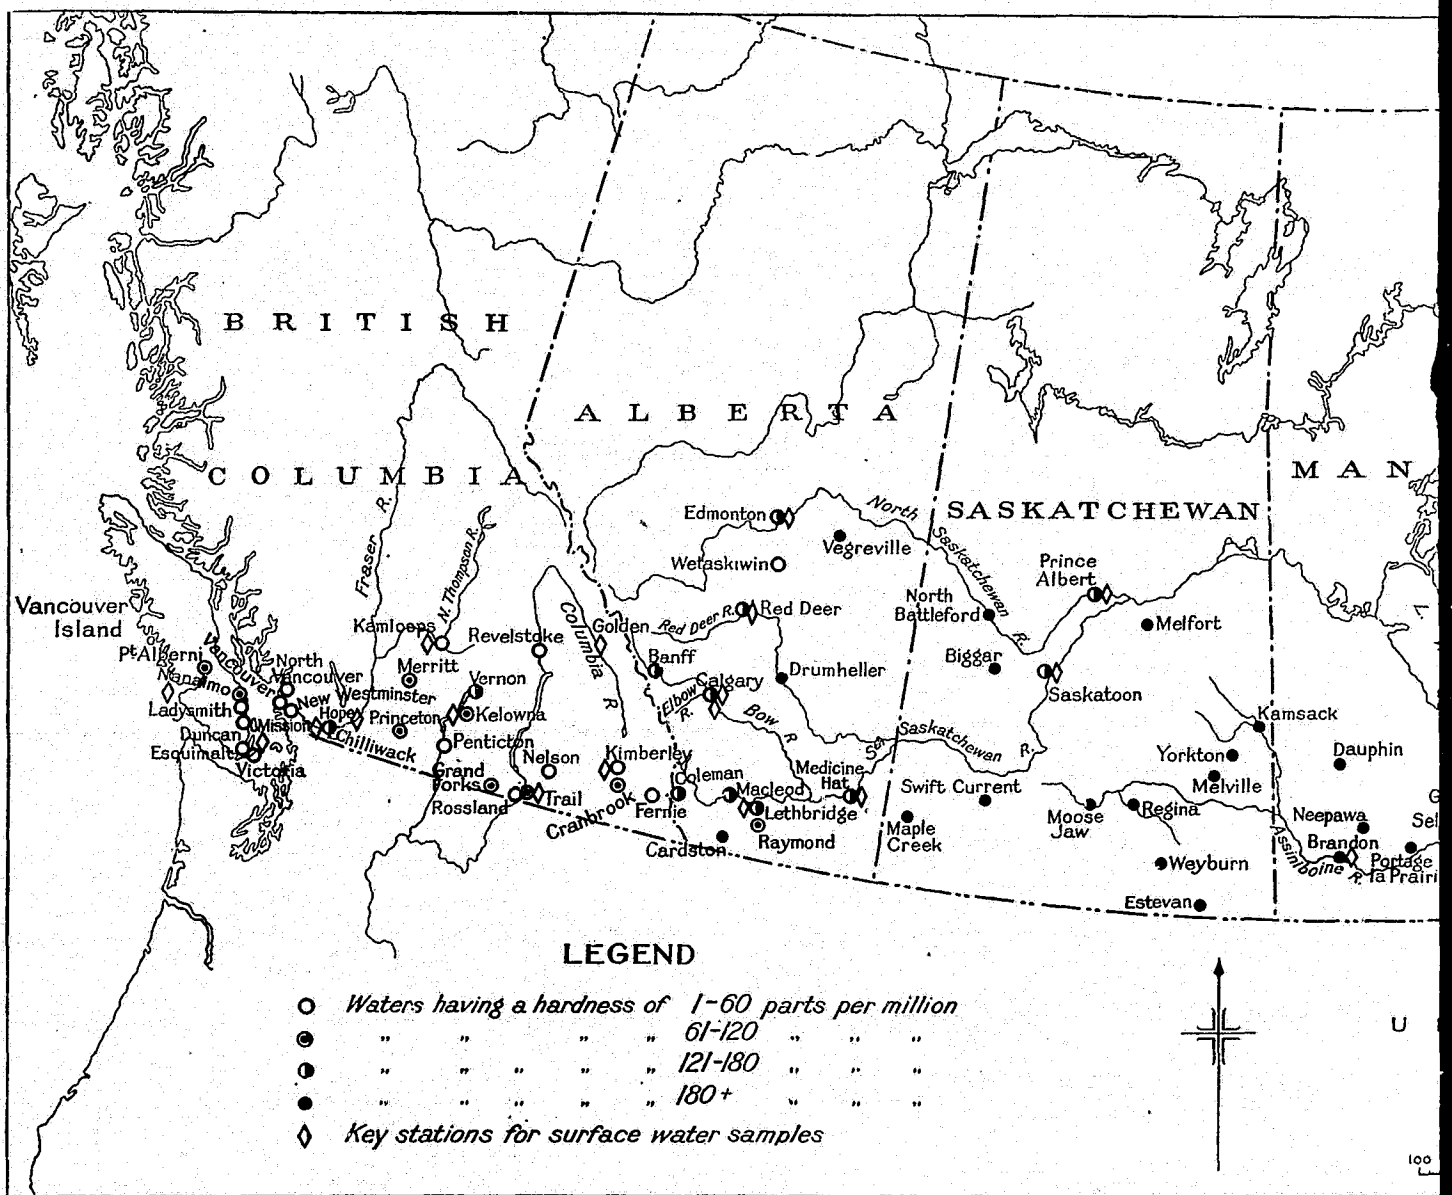 BRITISH
COLUMBIA
ALBERTA
SASKATCHEWAN
MAN
Fraser R.
N. Thompson R.
Columbia R
North Saskatchewan R.
Red Deer R.
Elbow R.
Bow R
Saskatchewan R.
Assiniboine R.
Vancouver
Island
Pt Alberni
Nanaimo
Ladysmith
Duncan
Esquimalt
Victoria
Vancouver
North
Vancouver
New Westminster
Mission
Hope
Chilliwack
Kamloops
Merritt
Princeton
Revelstoke
Vernon
Kelowna
Penticton
Grand
Forks
Rossland
Nelson
Trail
Golden
Kimberley
Cranbrook
Fernie
Edmonton
Vegreville
Wetaskiwin
Red Deer
Banff
Calgary
Drumheller
Coleman
Macleod
Lethbridge
Raymond
Cardston
Medicine
Hat
North
Battleford
Prince
Albert
Melfort
Biggar
Saskatoon
Swift Current
Maple
Creek
Moose
Jaw
Regina
Weyburn
Estevan
Yorkton
Melville
Kamsack
Dauphin
Neepawa
Brandon
Portage
la Prairi
G
Sel
LEGEND
Waters having a hardness of 1-60 parts per million
" " " " 61-120 " " "
" " " " " 121-180 " " "
" " " " " 180+ " " "
Key stations for surface water samples
U
100